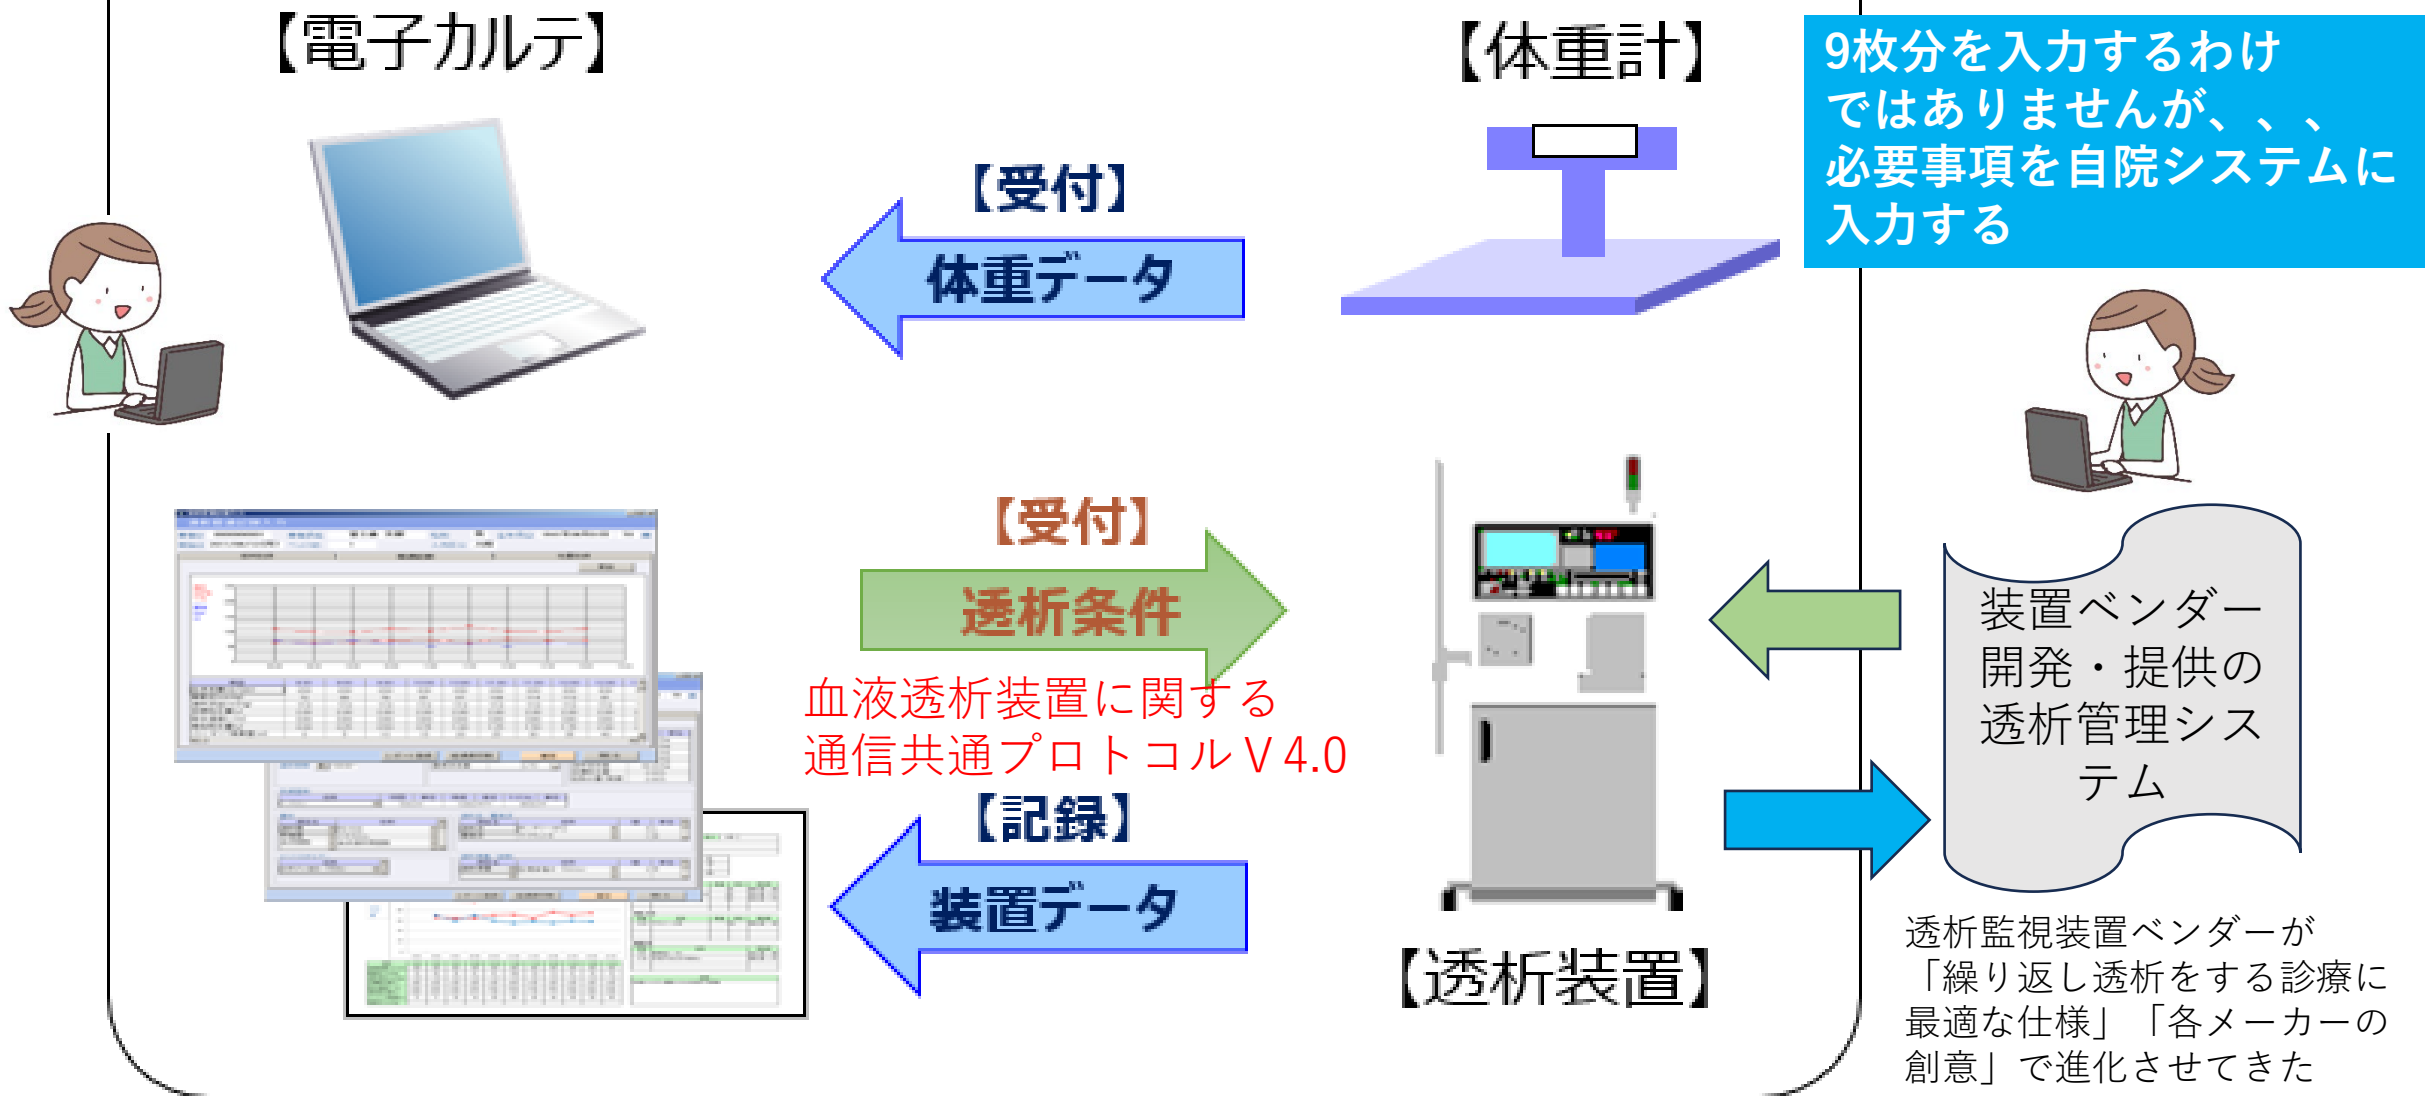 【電子カルテ】
【体重計】
9枚分を入力するわけ
ではありませんが、、、
必要事項を自院システムに
入力する
【受付】
体重データ
【受付】
透析条件
血液透析装置に関する
通信共通プロトコルV4.0
【記録】
装置データ
【透析装置】
装置ベンダー
開発・提供の
透析管理シス
テム
透析監視装置ベンダーが
「繰り返し透析をする診療に
最適な仕様」「各メーカーの
創意」で進化させてきた